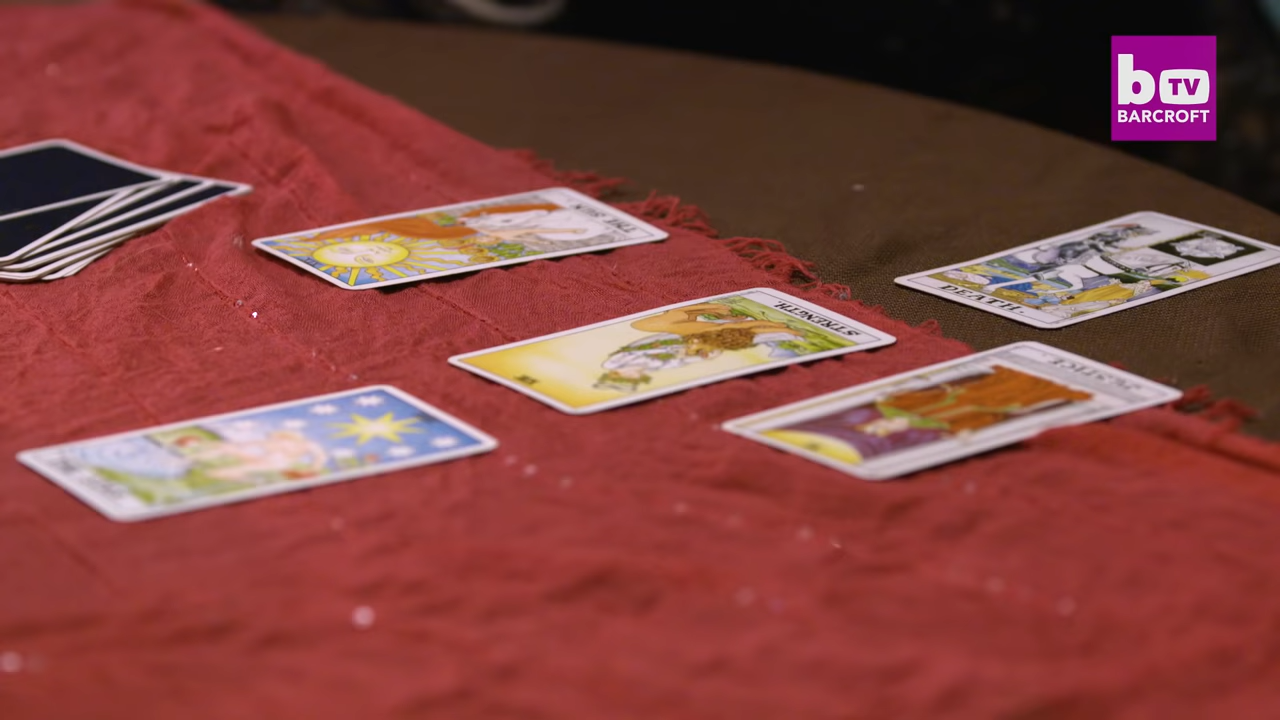 b TV
BARCROFT
THE SUN.
DEATH.
STRENGTH.
JUSTICE.